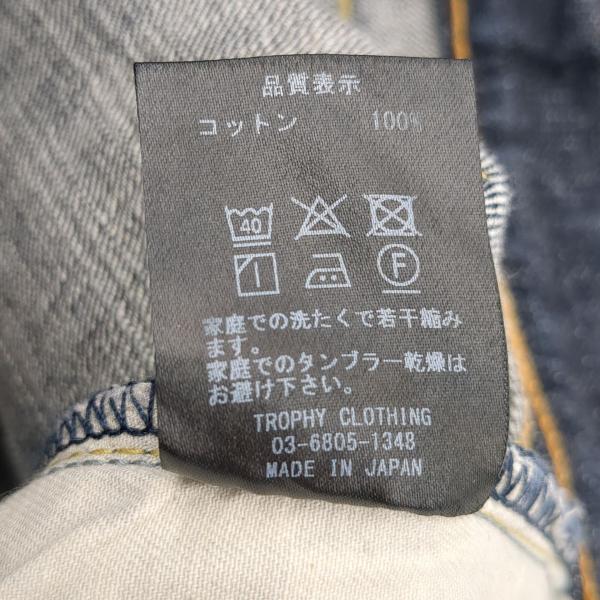 品質表示
コットン 100%
40
F
家庭での洗たくで若干縮み
ます。
家庭でのタンブラー乾燥は
お避け下さい。
TROPHY CLOTHING
03-6805-1348
MADE IN JAPAN